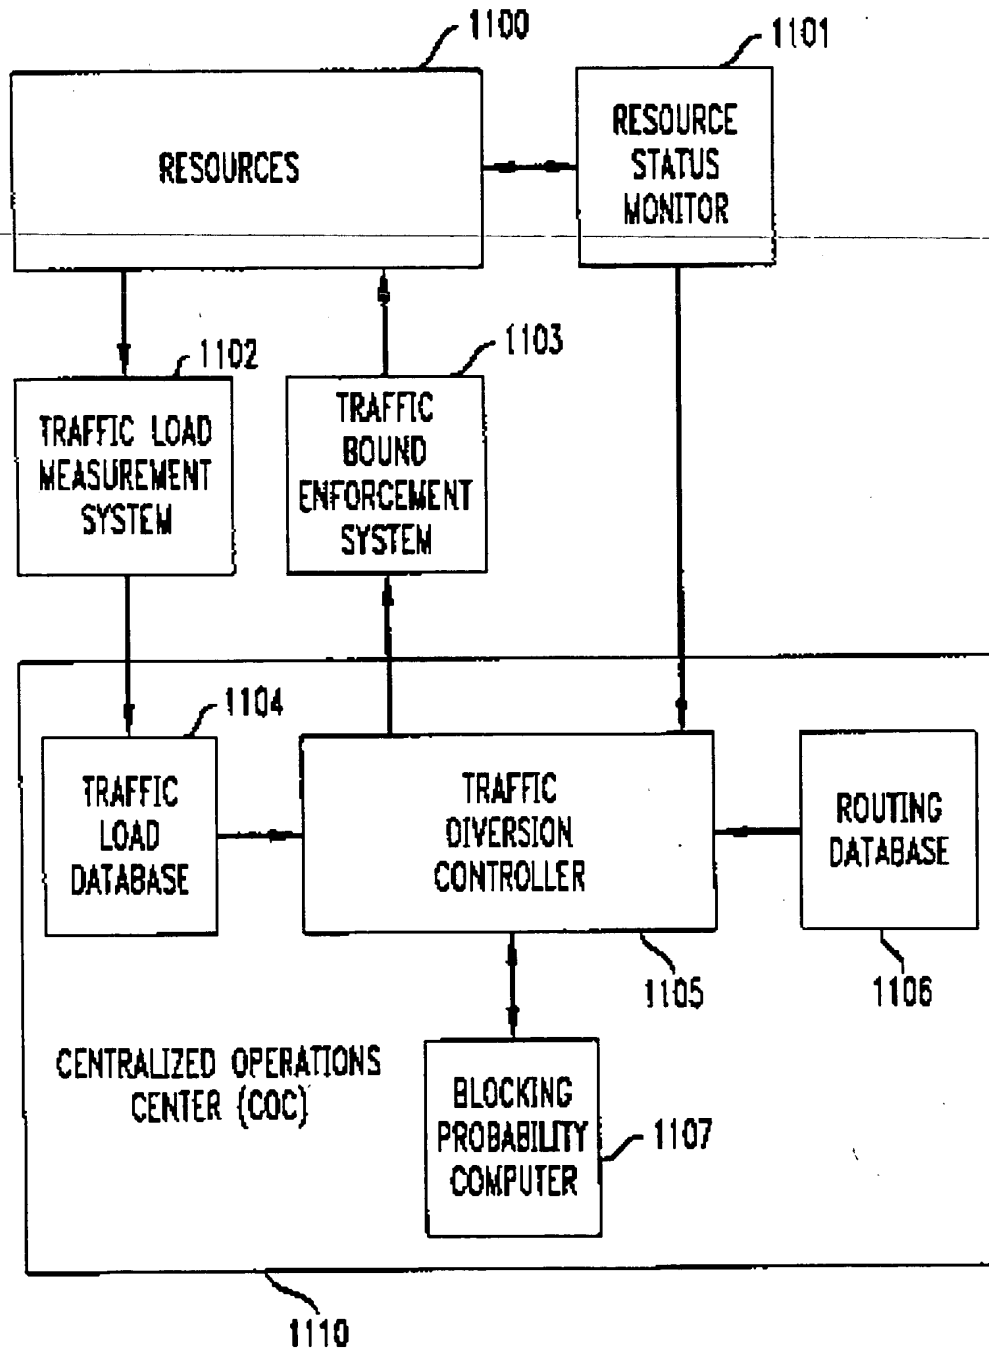 1100
1101
RESOURCES
RESOURCE
STATUS
MONITOR
1102
1103
TRAFFIC LOAD
MEASUREMENT
SYSTEM
TRAFFIC
BOUND
ENFORCEMENT
SYSTEM
1104
TRAFFIC
LOAD
DATABASE
TRAFFIC
DIVERSION
CONTROLLER
ROUTING
DATABASE
1105
1106
CENTRALIZED OPERATIONS
CENTER (COC)
BLOCKING
PROBABILITY
COMPUTER
1107
1110